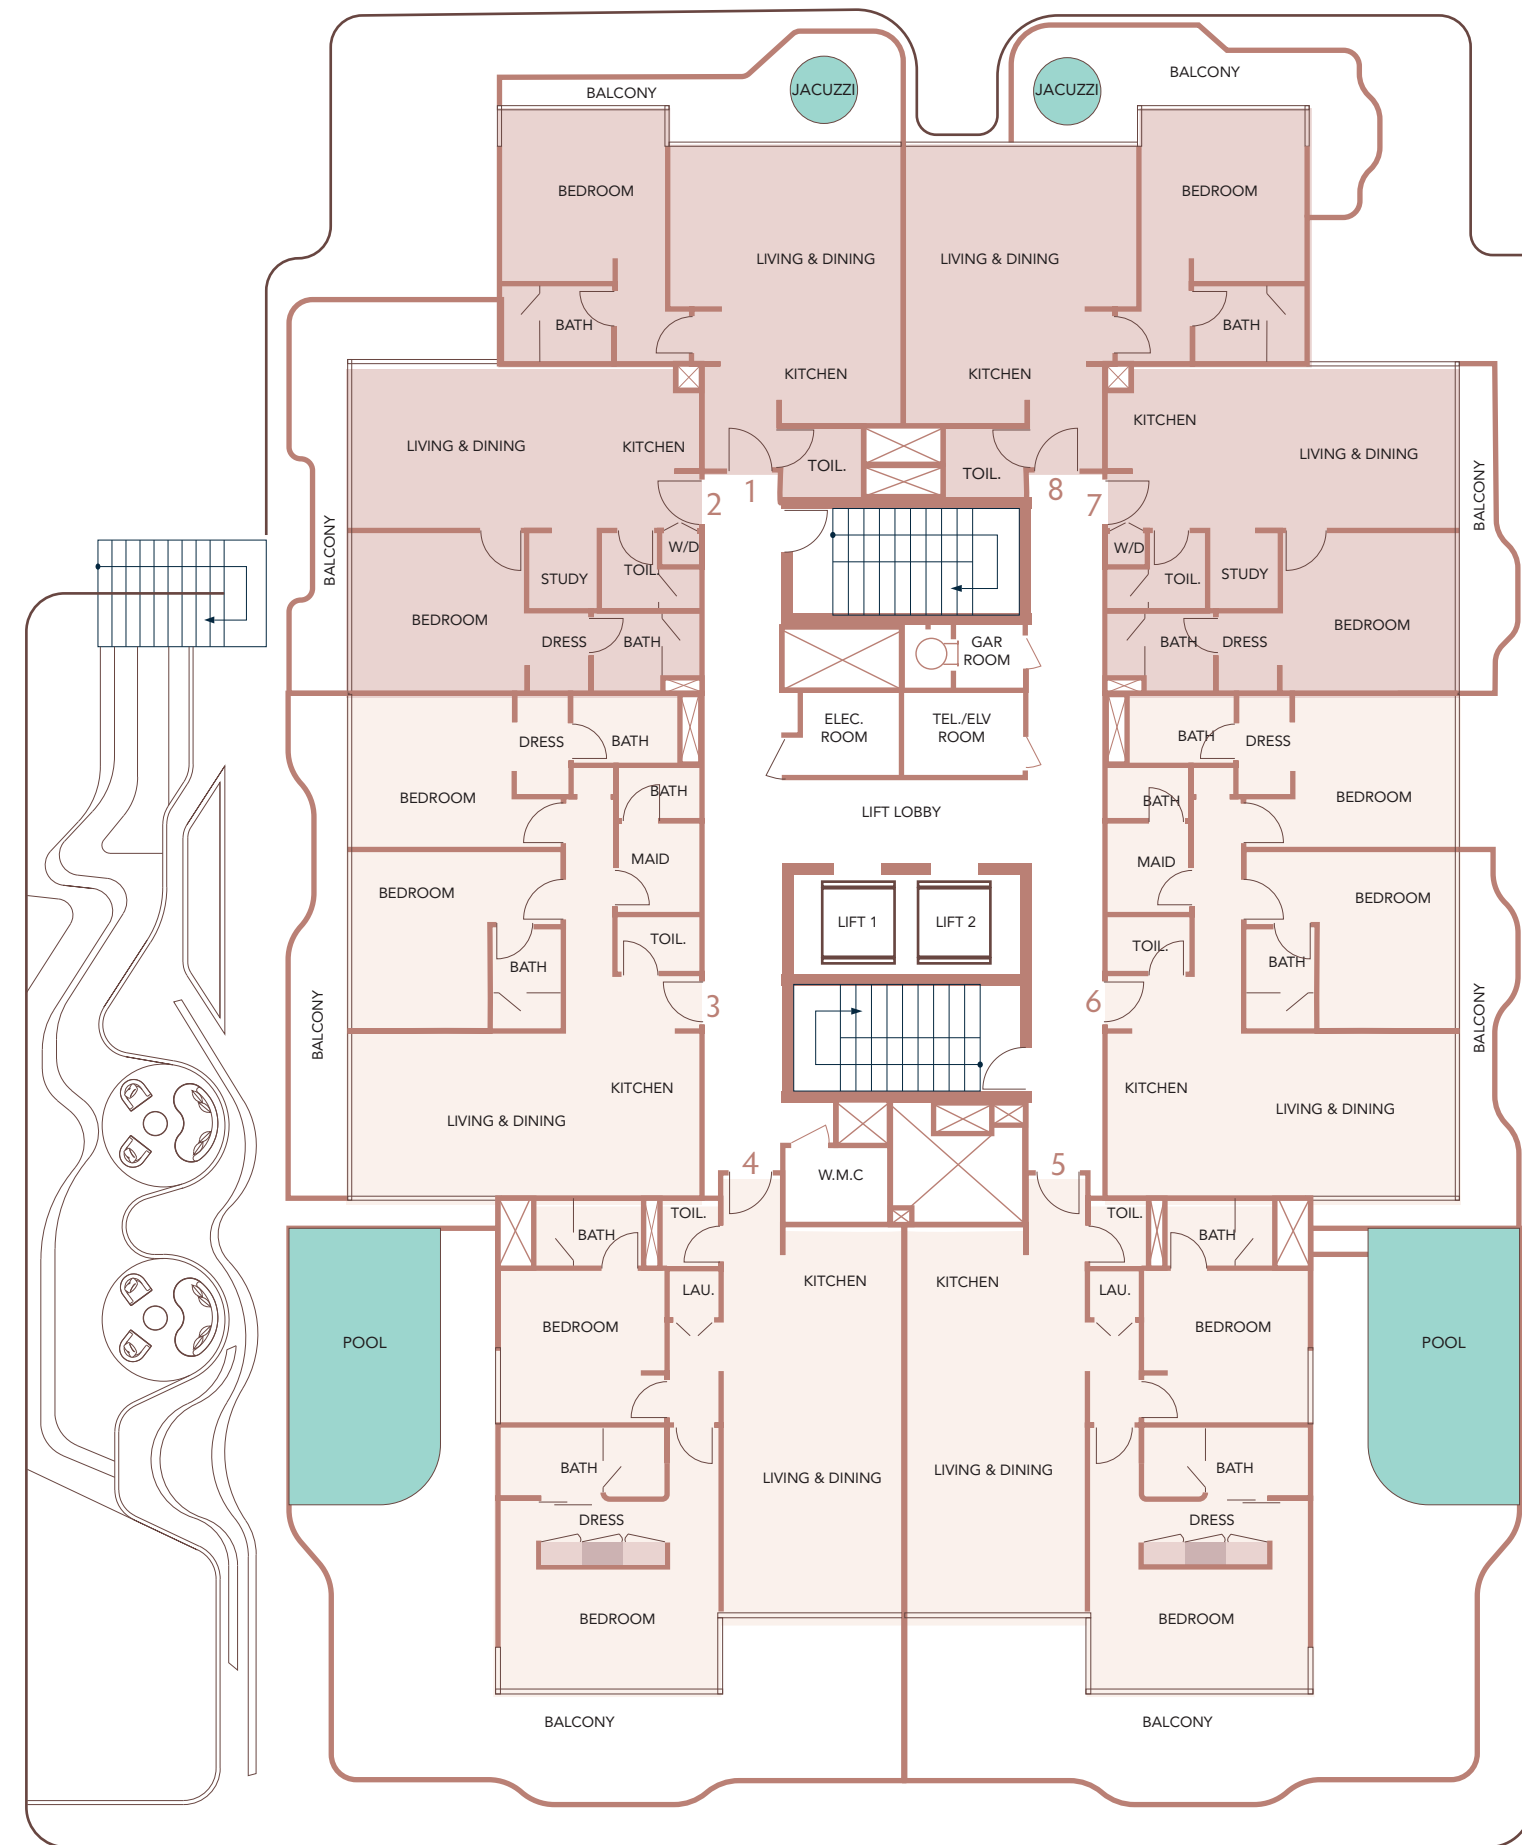 BALCONY
JACUZZI
JACUZZI
BALCONY
BEDROOM
BEDROOM
LIVING & DINING
LIVING & DINING
BATH
BATH
KITCHEN
KITCHEN
LIVING & DINING
KITCHEN
KITCHEN
LIVING & DINING
TOIL.
TOIL.
1
8
2
7
BALCONY
BALCONY
W/D
W/D
STUDY
TOIL.
TOIL.
STUDY
BEDROOM
BEDROOM
DRESS
BATH
BATH
DRESS
GAR
ROOM
ELEC.
ROOM
TEL./ELV
ROOM
DRESS
BATH
BATH
DRESS
BEDROOM
BATH
BATH
BEDROOM
LIFT LOBBY
MAID
MAID
BEDROOM
BEDROOM
LIFT 1
LIFT 2
TOIL.
TOIL.
BATH
BATH
3
6
BALCONY
BALCONY
KITCHEN
KITCHEN
LIVING & DINING
LIVING & DINING
4
5
W.M.C
TOIL.
TOIL.
BATH
BATH
KITCHEN
KITCHEN
LAU.
LAU.
BEDROOM
BEDROOM
POOL
POOL
BATH
LIVING & DINING
LIVING & DINING
BATH
DRESS
DRESS
BEDROOM
BEDROOM
BALCONY
BALCONY